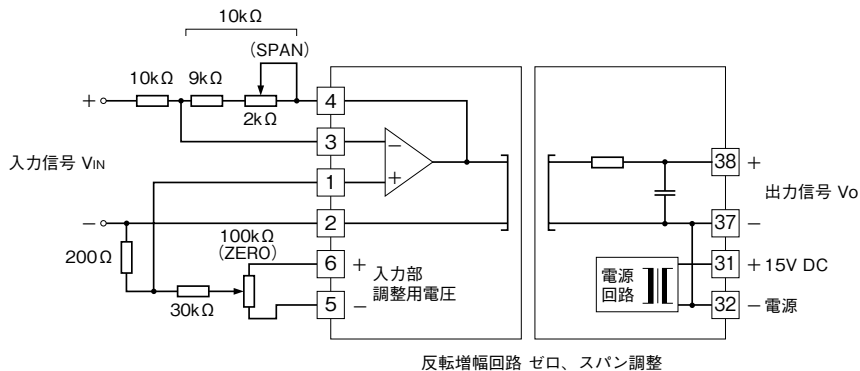 10kΩ
(SPAN)
10kΩ 9kΩ
2kΩ
+
入力信号 VIN
−
200Ω
100kΩ
(ZERO)
30kΩ
4
3
1
2
6
5
−
+
+
−
入力部
調整用電圧
電源
回路
38
37
31
32
+
出力信号 Vo
−
+15V DC
−電源
反転増幅回路 ゼロ、スパン調整